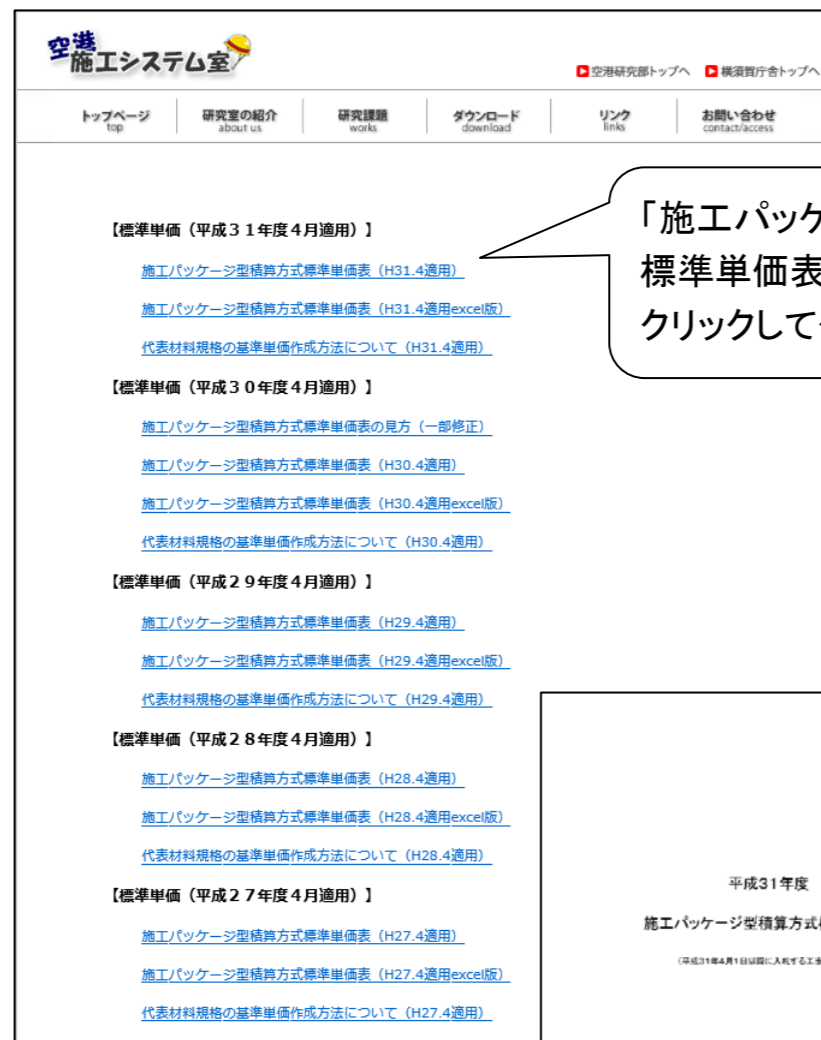 空港施工システム室
空港研究部トップへ 横須賀庁舎トップへ
トップページ 研究室の紹介 研究課題 ダウンロード リンク お問い合わせ
top about us works download links contact/access
【標準単価（平成３１年度４月適用）】
施工パッケージ型積算方式標準単価表（H31.4適用）
施工パッケージ型積算方式標準単価表（H31.4適用excel版）
代表材料規格の基準単価作成方法について（H31.4適用）
「施工パッケ
標準単価表
クリックして
【標準単価（平成３０年度４月適用）】
施工パッケージ型積算方式標準単価表の見方（一部修正）
施工パッケージ型積算方式標準単価表（H30.4適用）
施工パッケージ型積算方式標準単価表（H30.4適用excel版）
代表材料規格の基準単価作成方法について（H30.4適用）
【標準単価（平成２９年度４月適用）】
施工パッケージ型積算方式標準単価表（H29.4適用）
施工パッケージ型積算方式標準単価表（H29.4適用excel版）
代表材料規格の基準単価作成方法について（H29.4適用）
【標準単価（平成２８年度４月適用）】
施工パッケージ型積算方式標準単価表（H28.4適用）
施工パッケージ型積算方式標準単価表（H28.4適用excel版）
代表材料規格の基準単価作成方法について（H28.4適用）
【標準単価（平成２７年度４月適用）】
施工パッケージ型積算方式標準単価表（H27.4適用）
施工パッケージ型積算方式標準単価表（H27.4適用excel版）
代表材料規格の基準単価作成方法について（H27.4適用）
平成31年度
施工パッケージ型積算方式
（平成31年4月1日以降に入札する工